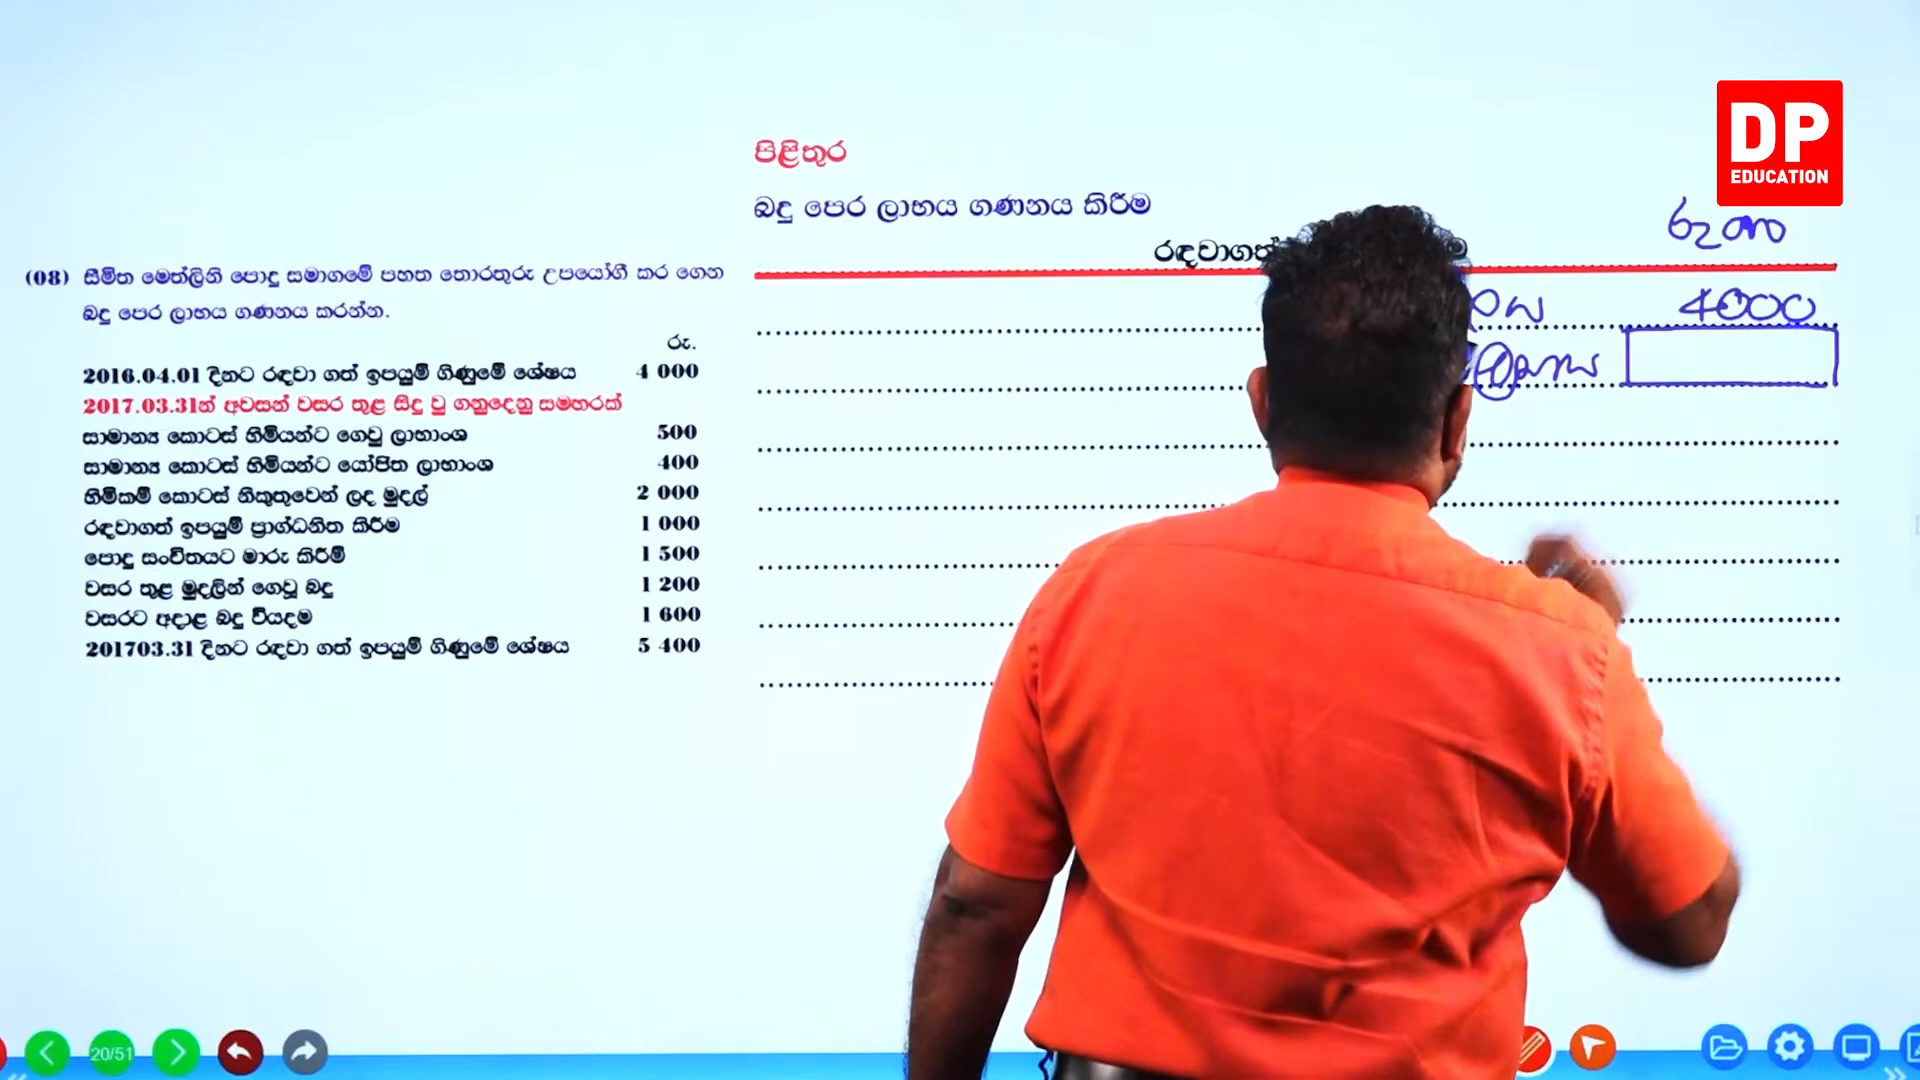 DP
EDUCATION
පිළිතුර
බදු පෙර ලාභය ගණනය කිරීම
(08) සීමිත මෙත්ලිනි පොදු සමාගමේ පහත තොරතුරු උපයෝගී කර ගෙන
බදු පෙර ලාභය ගණනය කරන්න.
රු.
2016.04.01 දිනට රඳවා ගත් ඉපයුම් ගිණුමේ ශේෂය 4 000
2017.03.31න් අවසන් වසර තුළ සිදු වු ගනුදෙනු සමහරක්
සාමාන්‍ය කොටස් හිමියන්ට ගෙවු ලාභාංශ 500
සාමාන්‍ය කොටස් හිමියන්ට යෝජිත ලාභාංශ 400
හිමිකම් කොටස් නිකුතුවෙන් ලද මුදල් 2 000
රඳවාගත් ඉපයුම් ප්‍රාග්ධනිත කිරීම 1 000
පොදු සංචිතයට මාරු කිරීම් 1 500
වසර තුළ මුදලින් ගෙවූ බදු 1 200
වසරට අදාළ බදු වියදම 1 600
201703.31 දිනට රඳවා ගත් ඉපයුම් ගිණුමේ ශේෂය 5 400
4000
20/51